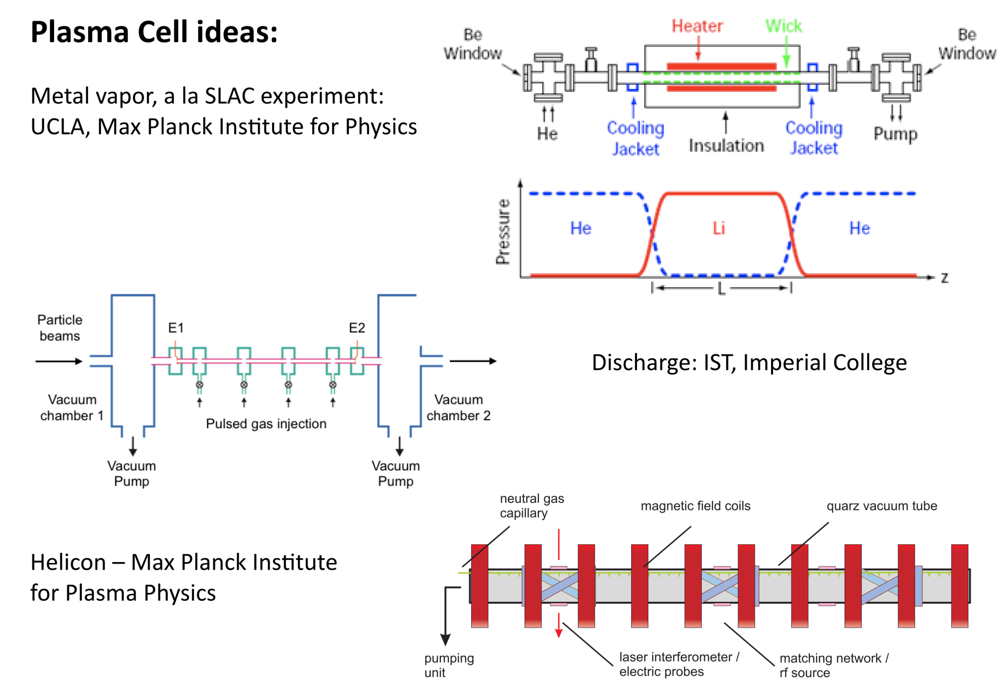 Plasma Cell ideas:
Metal vapor, a la SLAC experiment:
UCLA, Max Planck Institute for Physics
Be
Window
Heater
Wick
Be
Window
He
Cooling
Jacket
Insulation
Cooling
Jacket
Pump
Pressure
He
Li
He
z
L
Particle
beams
E1
E2
Vacuum
chamber 1
Pulsed gas injection
Vacuum
chamber 2
Vacuum
Pump
Vacuum
Pump
Discharge: IST, Imperial College
Helicon – Max Planck Institute
for Plasma Physics
neutral gas
capillary
magnetic field coils
quarz vacuum tube
pumping
unit
laser interferometer /
electric probes
matching network /
rf source